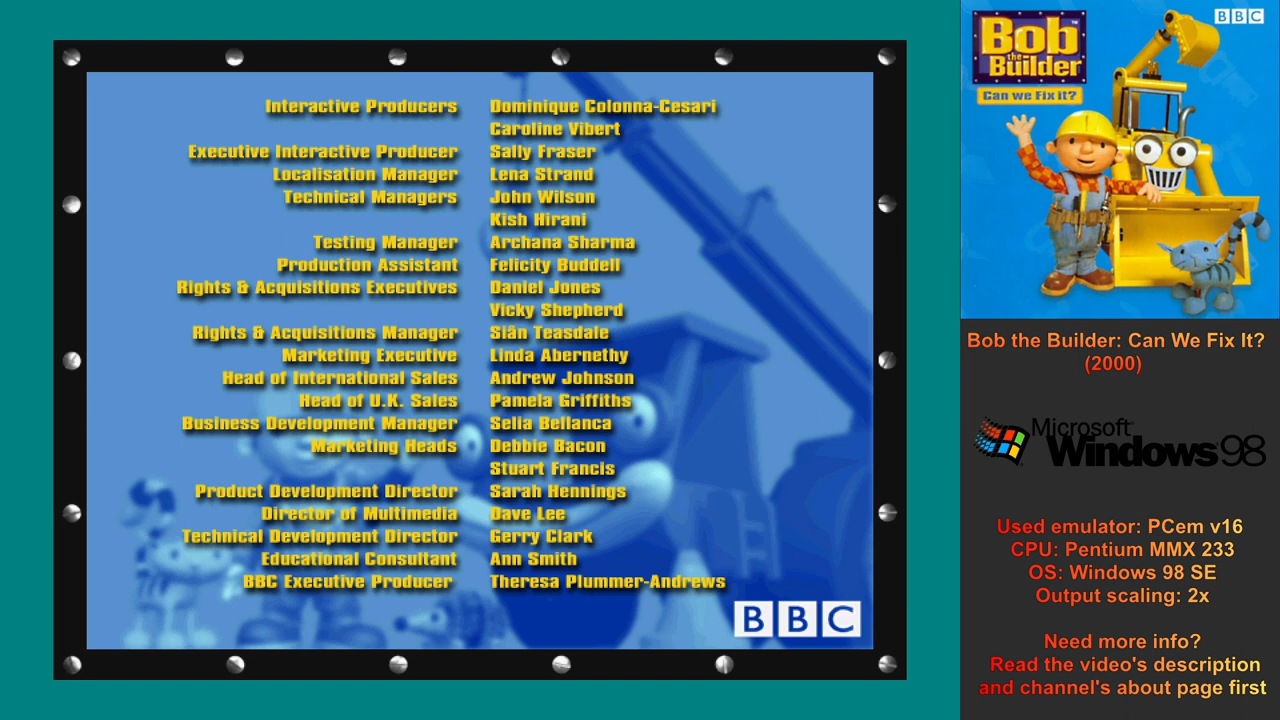 Interactive Producers Dominique Colonna-Cesari
Caroline Vibert
Executive Interactive Producer Sally Fraser
Localisation Manager Lena Strand
Technical Managers John Wilson
Kish Hirani
Testing Manager Archana Sharma
Production Assistant Felicity Buddell
Rights & Acquisitions Executives Daniel Jones
Vicky Shepherd
Rights & Acquisitions Manager Siân Teasdale
Marketing Executive Linda Abernethy
Head of International Sales Andrew Johnson
Head of U.K. Sales Pamela Griffiths
Business Development Manager Selia Bellanca
Marketing Heads Debbie Bacon
Stuart Francis
Product Development Director Sarah Hennings
Director of Multimedia Dave Lee
Technical Development Director Gerry Clark
Educational Consultant Ann Smith
BBC Executive Producer Theresa Plummer-Andrews
BBC
BBC
Bob
the
Builder
Can we Fix it?
Bob the Builder: Can We Fix It?
(2000)
Microsoft
Windows 98
Used emulator: PCem v16
CPU: Pentium MMX 233
OS: Windows 98 SE
Output scaling: 2x
Need more info?
Read the video's description
and channel's about page first